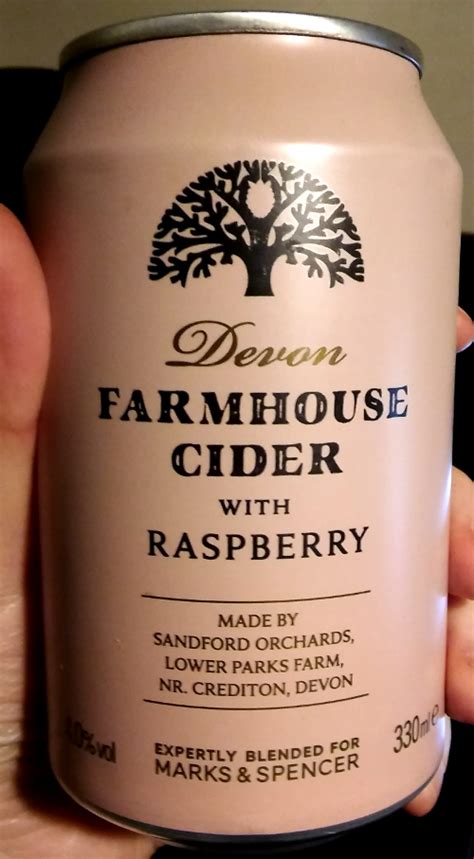 Devon
FARMHOUSE
CIDER
WITH
RASPBERRY
MADE BY
SANDFORD ORCHARDS,
LOWER PARKS FARM,
NR. CREDITON, DEVON
EXPERTLY BLENDED FOR
MARKS & SPENCER
330ml e